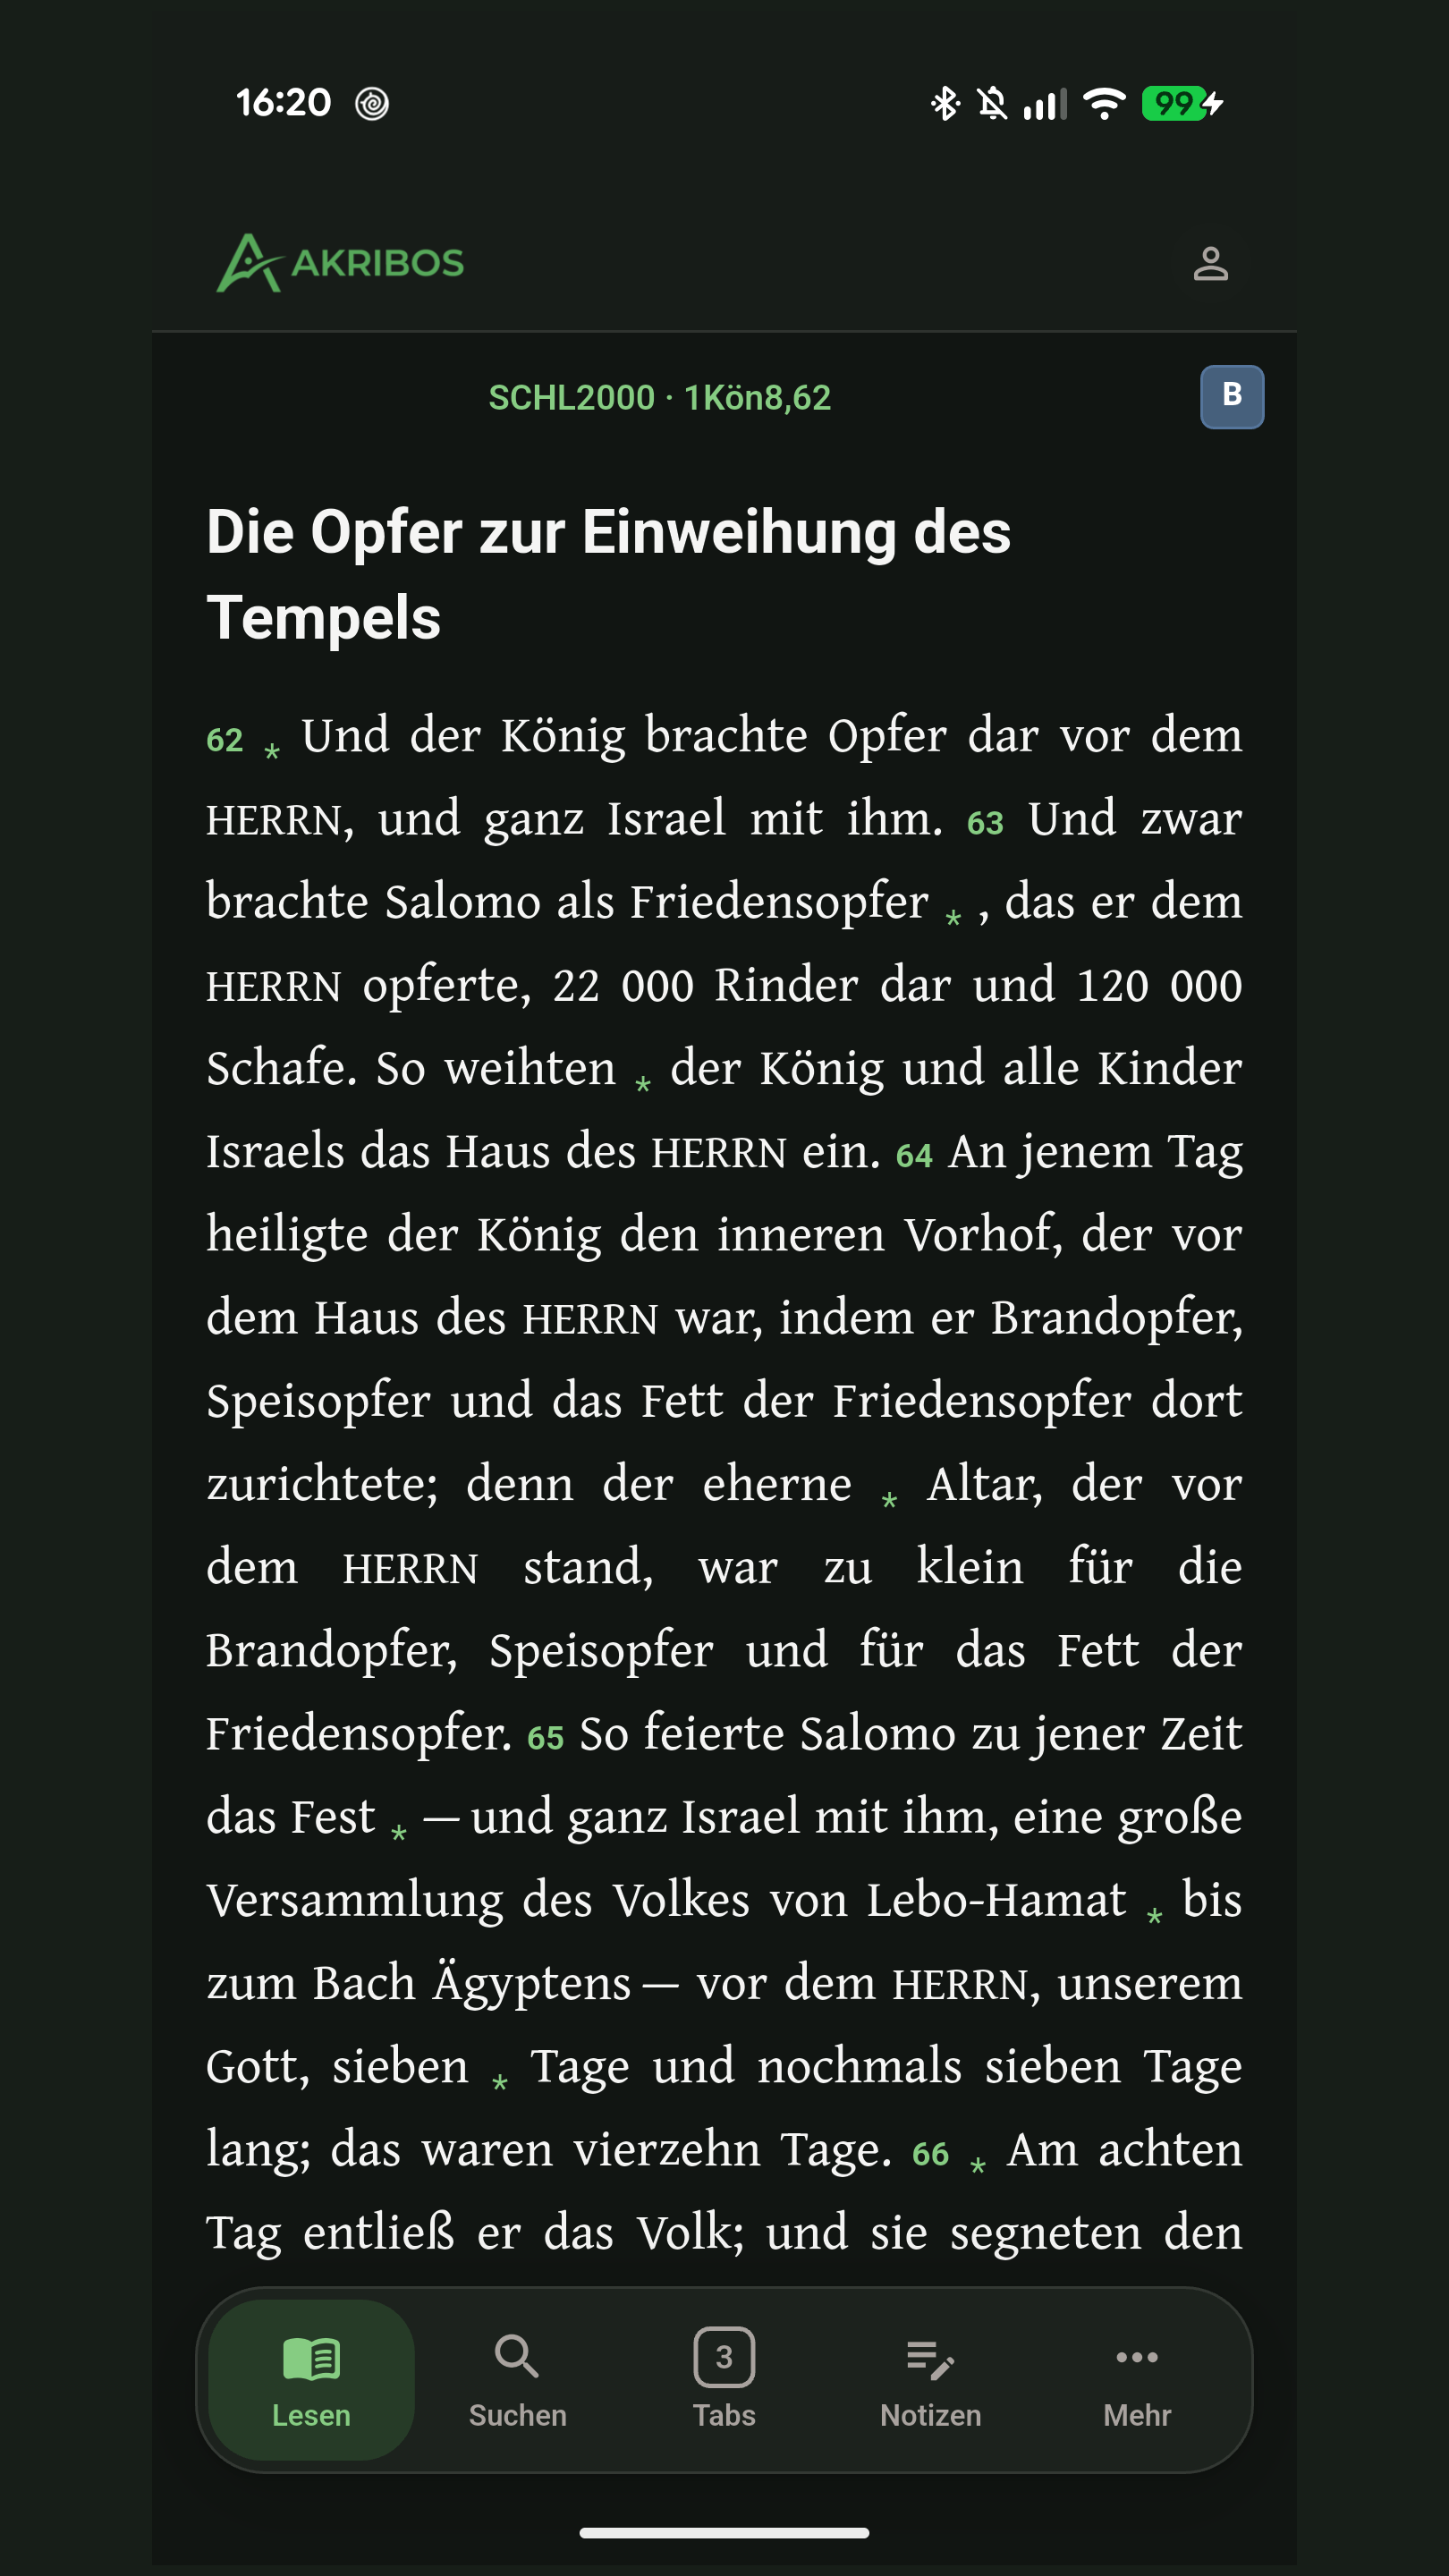 16:20
99
AKRIBOS
SCHL2000 · 1Kön8,62
B
Die Opfer zur Einweihung des
Tempels
62 * Und der König brachte Opfer dar vor dem
HERRN, und ganz Israel mit ihm. 63 Und zwar
brachte Salomo als Friedensopfer * , das er dem
HERRN opferte, 22 000 Rinder dar und 120 000
Schafe. So weihten * der König und alle Kinder
Israels das Haus des HERRN ein. 64 An jenem Tag
heiligte der König den inneren Vorhof, der vor
dem Haus des HERRN war, indem er Brandopfer,
Speisopfer und das Fett der Friedensopfer dort
zurichtete; denn der eherne * Altar, der vor
dem HERRN stand, war zu klein für die
Brandopfer, Speisopfer und für das Fett der
Friedensopfer. 65 So feierte Salomo zu jener Zeit
das Fest * — und ganz Israel mit ihm, eine große
Versammlung des Volkes von Lebo-Hamat * bis
zum Bach Ägyptens — vor dem HERRN, unserem
Gott, sieben * Tage und nochmals sieben Tage
lang; das waren vierzehn Tage. 66 * Am achten
Tag entließ er das Volk; und sie segneten den
3
Lesen Suchen Tabs Notizen Mehr